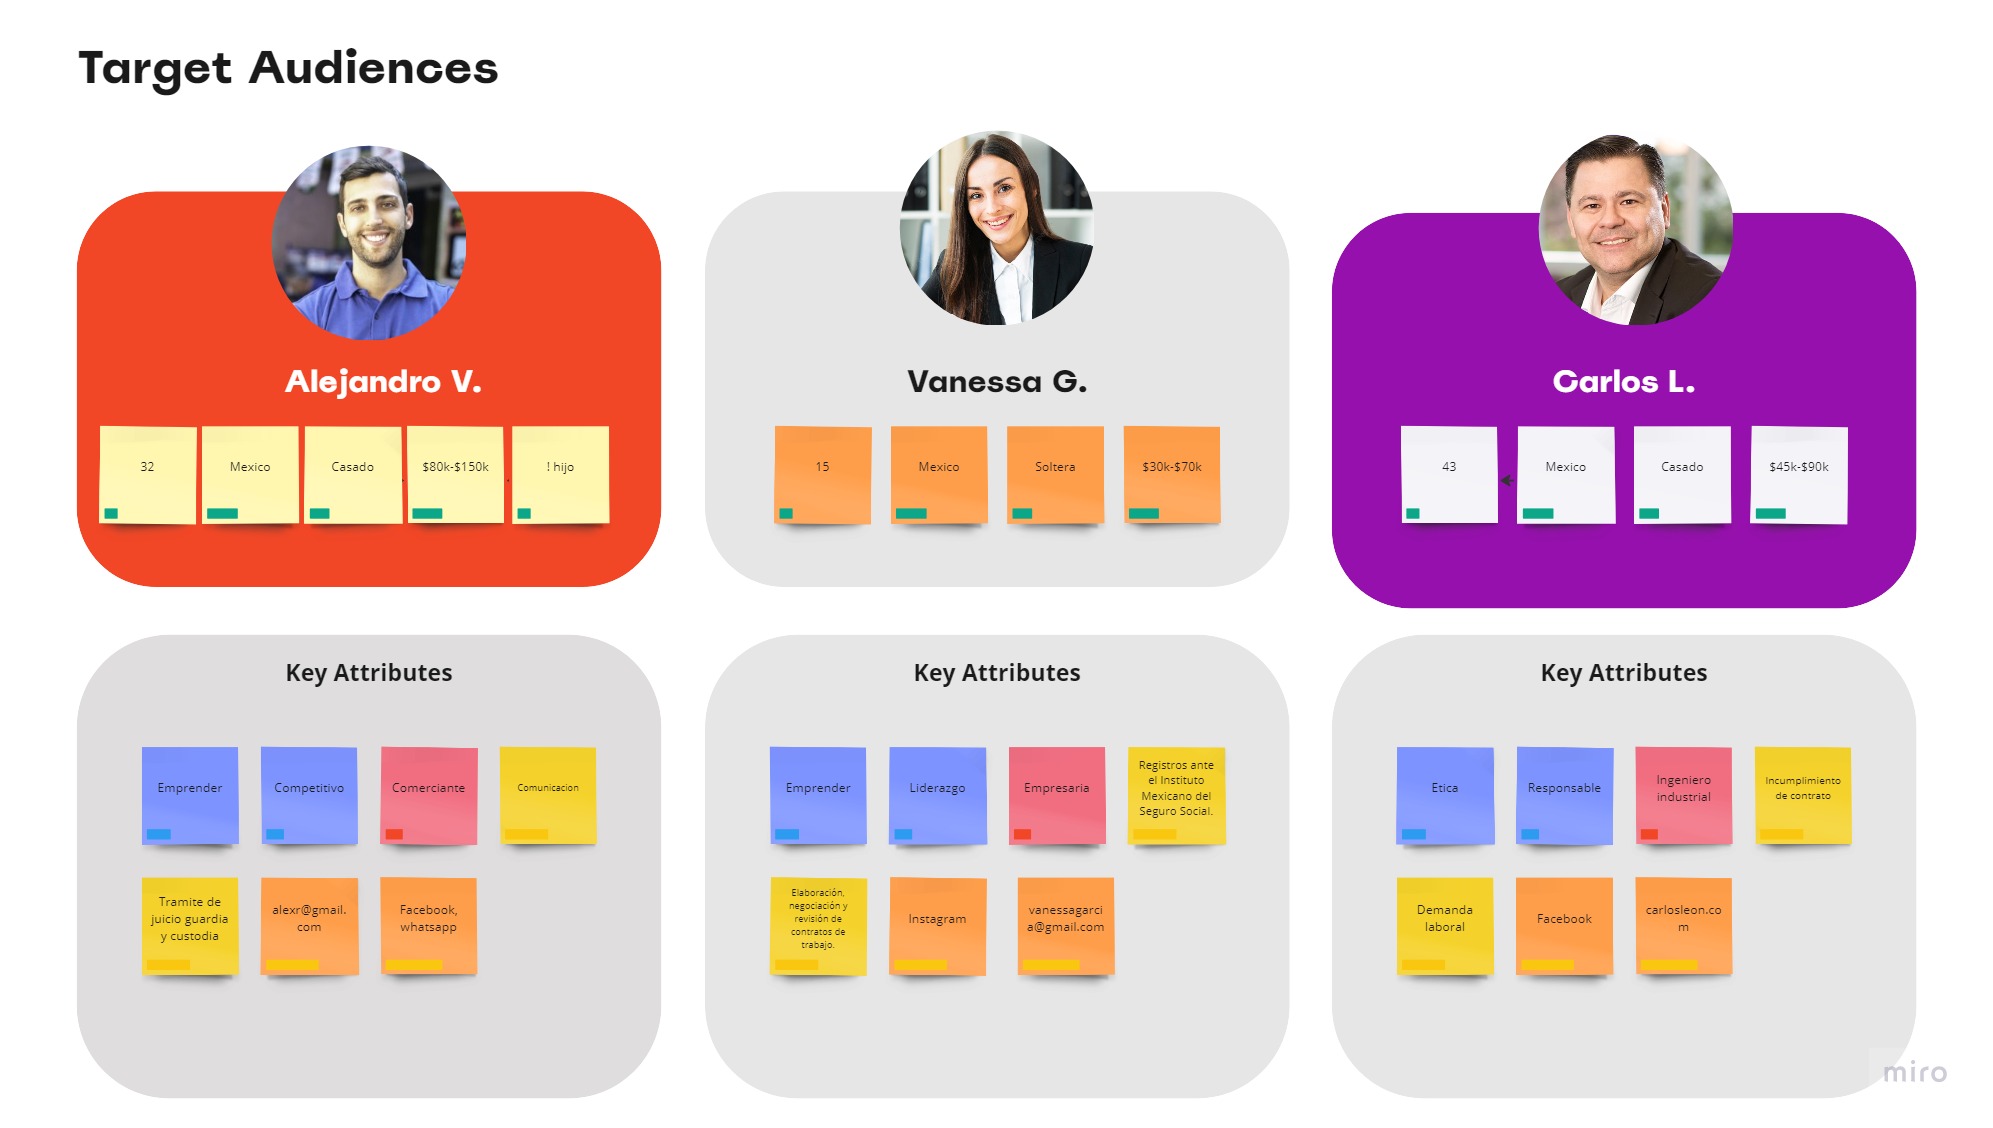 Target Audiences
Alejandro V.
32
Mexico
Casado
$80k-$150k
! hijo
Vanessa G.
15
Mexico
Soltera
$30k-$70k
Carlos L.
43
Mexico
Casado
$45k-$90k
Key Attributes
Emprender
Competitivo
Comerciante
Comunicacion
Tramite de
juicio guardia
y custodia
alexr@gmail.
com
Facebook,
whatsapp
Key Attributes
Emprender
Liderazgo
Empresaria
Registros ante
el Instituto
Mexicano del
Seguro Social.
Elaboración,
negociación y
revisión de
contratos de
trabajo.
Instagram
vanessagarci
a@gmail.com
Key Attributes
Etica
Responsable
Ingeniero
industrial
Incumplimiento
de contrato
Demanda
laboral
Facebook
carlosleon.co
m
miro